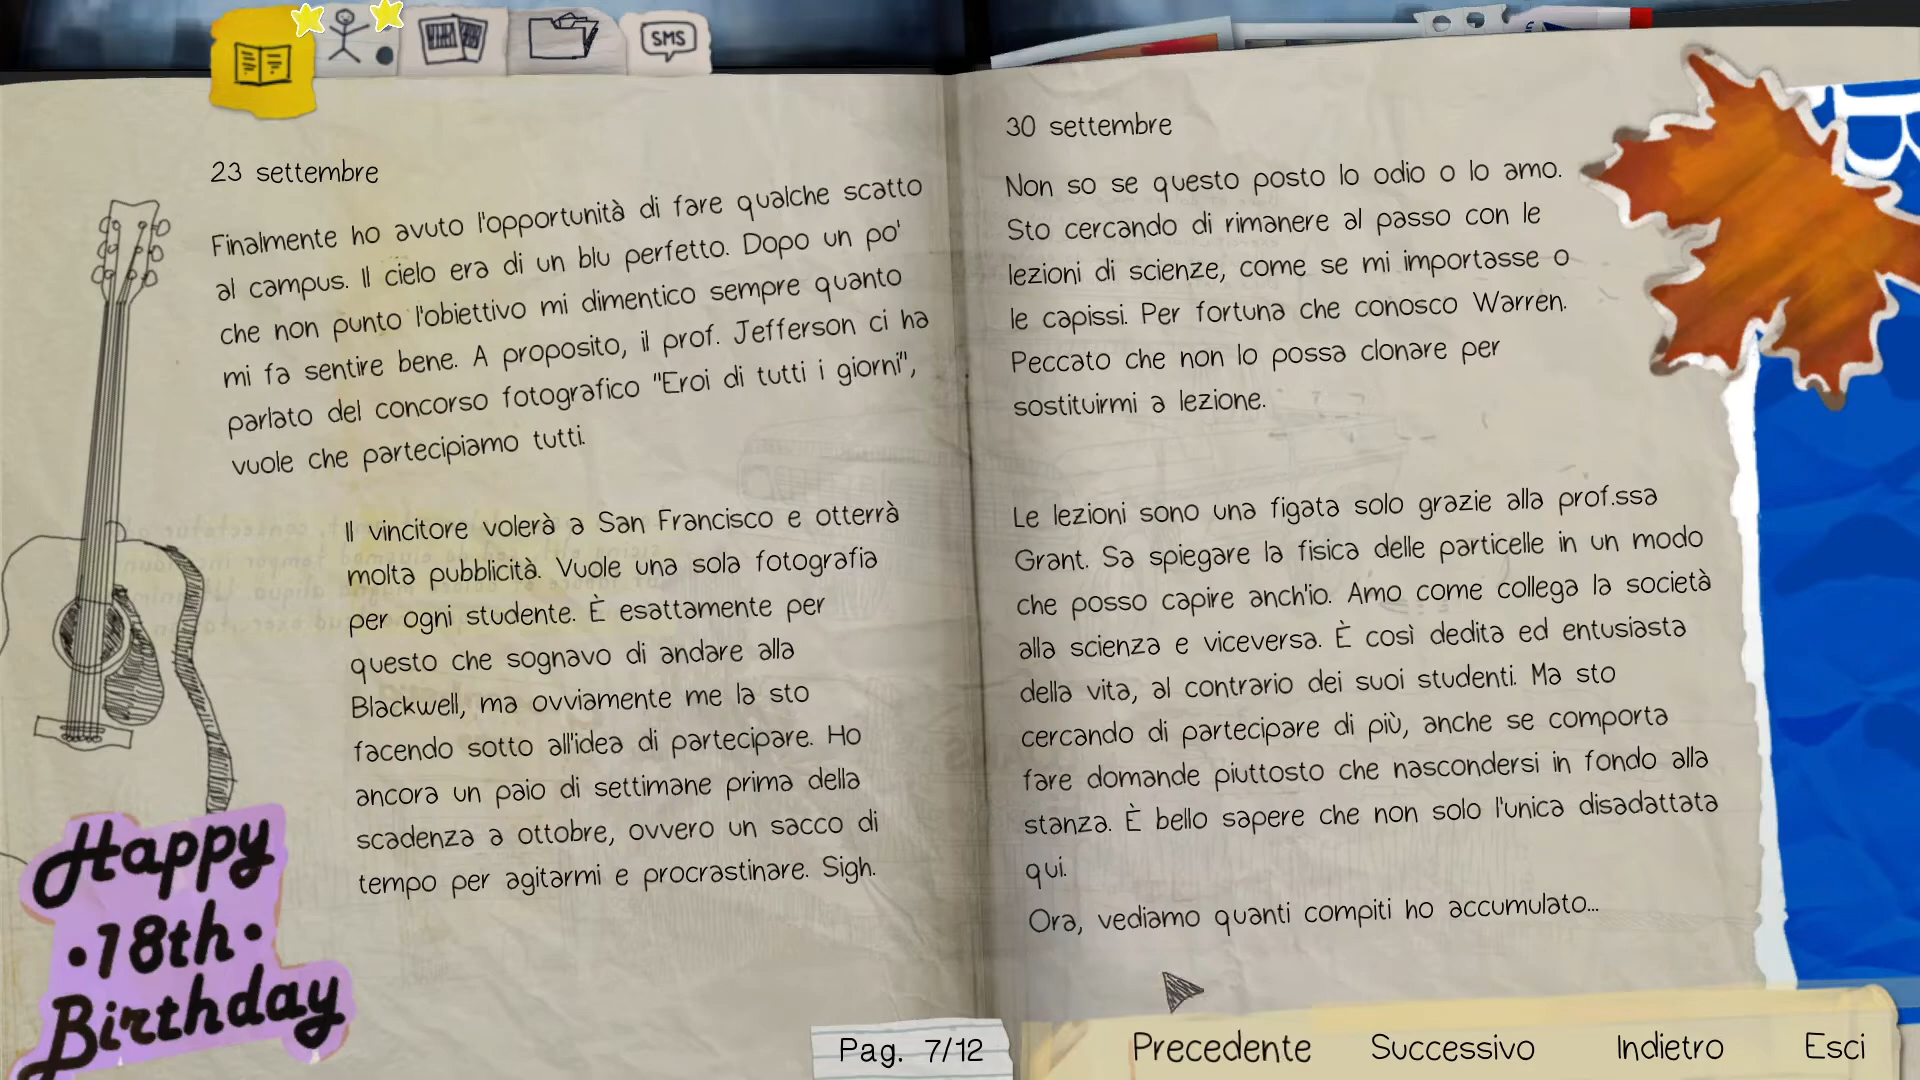 SMS
23 settembre
Finalmente ho avuto l'opportunità di fare qualche scatto
al campus. Il cielo era di un blu perfetto. Dopo un po'
che non punto l'obiettivo mi dimentico sempre quanto
mi fa sentire bene. A proposito, il prof. Jefferson ci ha
parlato del concorso fotografico "Eroi di tutti i giorni",
vuole che partecipiamo tutti.
Il vincitore volerà a San Francisco e otterrà
molta pubblicità. Vuole una sola fotografia
per ogni studente. È esattamente per
questo che sognavo di andare alla
Blackwell, ma ovviamente me la sto
facendo sotto all'idea di partecipare. Ho
ancora un paio di settimane prima della
scadenza a ottobre, ovvero un sacco di
tempo per agitarmi e procrastinare. Sigh.
Happy
•18th•
Birthday
30 settembre
Non so se questo posto lo odio o lo amo.
Sto cercando di rimanere al passo con le
lezioni di scienze, come se mi importasse o
le capissi. Per fortuna che conosco Warren.
Peccato che non lo possa clonare per
sostituirmi a lezione.
Le lezioni sono una figata solo grazie alla prof.ssa
Grant. Sa spiegare la fisica delle particelle in un modo
che posso capire anch'io. Amo come collega la società
alla scienza e viceversa. È così dedita ed entusiasta
della vita, al contrario dei suoi studenti. Ma sto
cercando di partecipare di più, anche se comporta
fare domande piuttosto che nascondersi in fondo alla
stanza. È bello sapere che non solo l'unica disadattata
qui.
Ora, vediamo quanti compiti ho accumulato...
Pag. 7/12
Precedente Successivo Indietro Esci